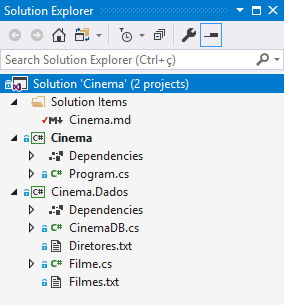 Solution Explorer
Search Solution Explorer (Ctrl+ç)
Solution 'Cinema' (2 projects)
Solution Items
Cinema.md
C# Cinema
Dependencies
C# Program.cs
C# Cinema.Dados
Dependencies
C# CinemaDB.cs
Diretores.txt
C# Filme.cs
Filmes.txt